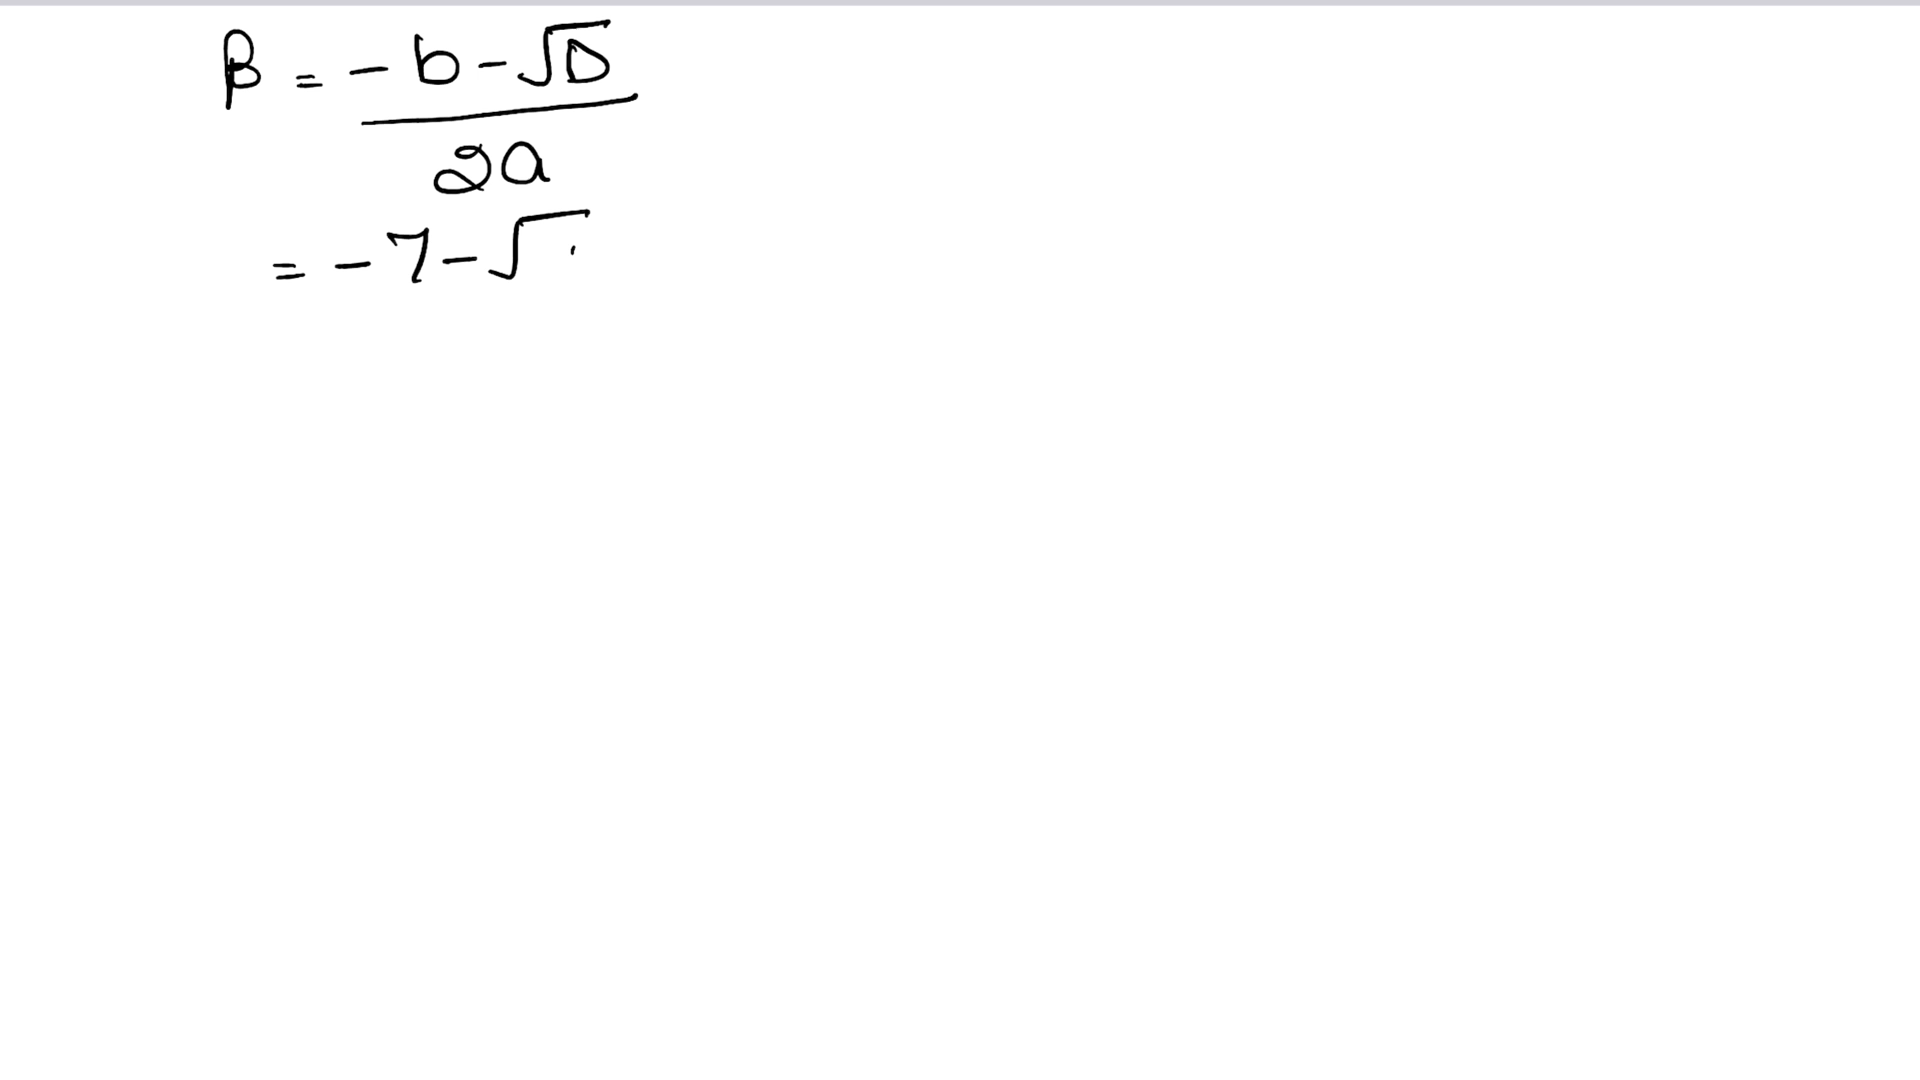 β = -b-√D
2a
= -7-√